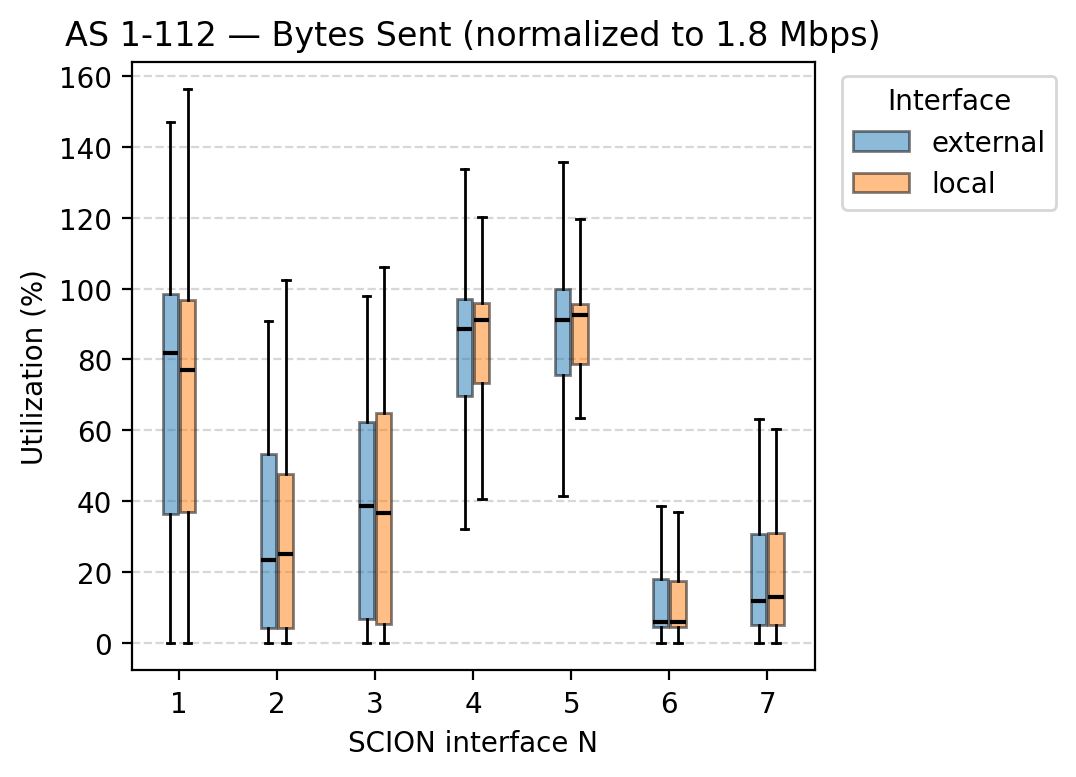 AS 1-112 — Bytes Sent (normalized to 1.8 Mbps)
160
140
120
100
80
60
40
20
0
Utilization (%)
1 2 3 4 5 6 7
SCION interface N
Interface
external
local